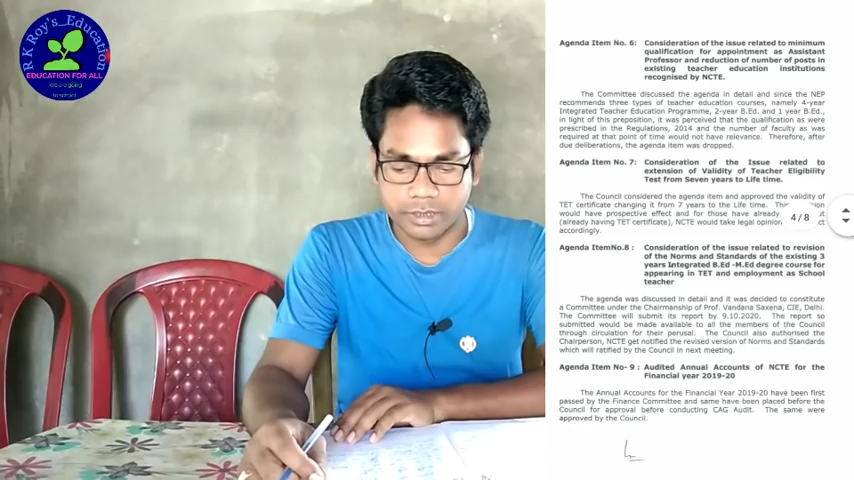 R K Roy's_Education
EDUCATION FOR ALL
to school
Agenda Item No. 6: Consideration of the issue related to minimum
qualification for appointment as Assistant
Professor and reduction of number of posts in
existing teacher education institutions
recognised by NCTE.
The Committee discussed the agenda in detail and since the NEP
recommends three types of teacher education courses, namely 4-year
Integrated Teacher Education Programme, 2-year B.Ed. and 1 year B.Ed.,
in light of this preposition, it was perceived that the qualification as were
prescribed in the Regulations, 2014 and the number of faculty as was
required at that point of time would not have relevance. Therefore, after
due deliberations, the agenda item was dropped.
Agenda Item No. 7: Consideration of the Issue related to
extension of Validity of Teacher Eligibility
Test from Seven years to Life time.
The Council considered the agenda item and approved the validity of
TET certificate changing it from 7 years to the Life time.
would have prospective effect and for those have already
(already having TET certificate), NCTE would take legal opinion
accordingly.
4 / 8
Agenda ItemNo.8 : Consideration of the issue related to revision
of the Norms and Standards of the existing 3
years Integrated B.Ed -M.Ed degree course for
appearing in TET and employment as School
teacher
The agenda was discussed in detail and it was decided to constitute
a Committee under the Chairmanship of Prof. Vandana Saxena, CIE, Delhi.
The Committee will submit its report by 9.10.2020. The report so
submitted would be made available to all the members of the Council
through circulation for their perusal. The Council also authorised the
Chairperson, NCTE get notified the revised version of Norms and Standards
which will ratified by the Council in next meeting.
Agenda Item No- 9 : Audited Annual Accounts of NCTE for the
Financial year 2019-20
The Annual Accounts for the Financial Year 2019-20 have been first
passed by the Finance Committee and same have been placed before the
Council for approval before conducting CAG Audit. The same were
approved by the Council.